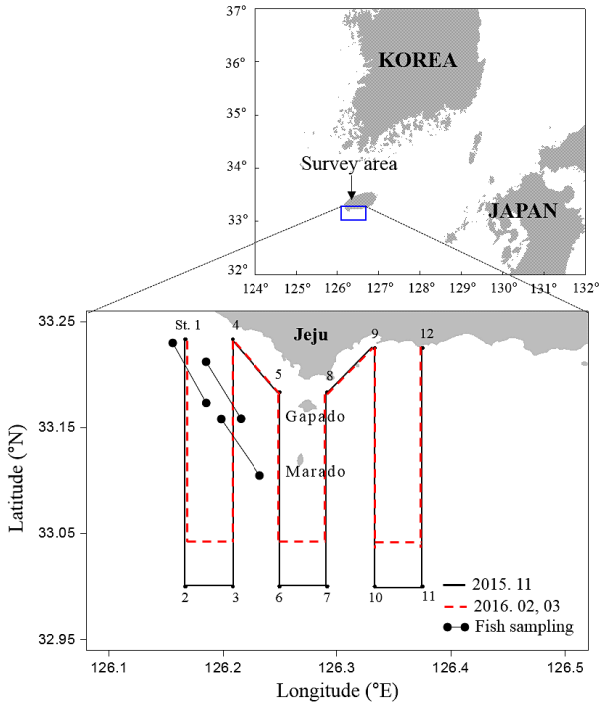 37°
36°
35°
34°
33°
32°
KOREA
Survey area
JAPAN
124° 125° 126° 127° 128° 129° 130° 131° 132°
33.25
33.15
33.05
32.95
Latitude (°N)
St. 1
4
Jeju
9
12
5
8
Gapado
Marado
2
3
6
7
10
11
2015. 11
2016. 02, 03
Fish sampling
126.1 126.2 126.3 126.4 126.5
Longitude (°E)